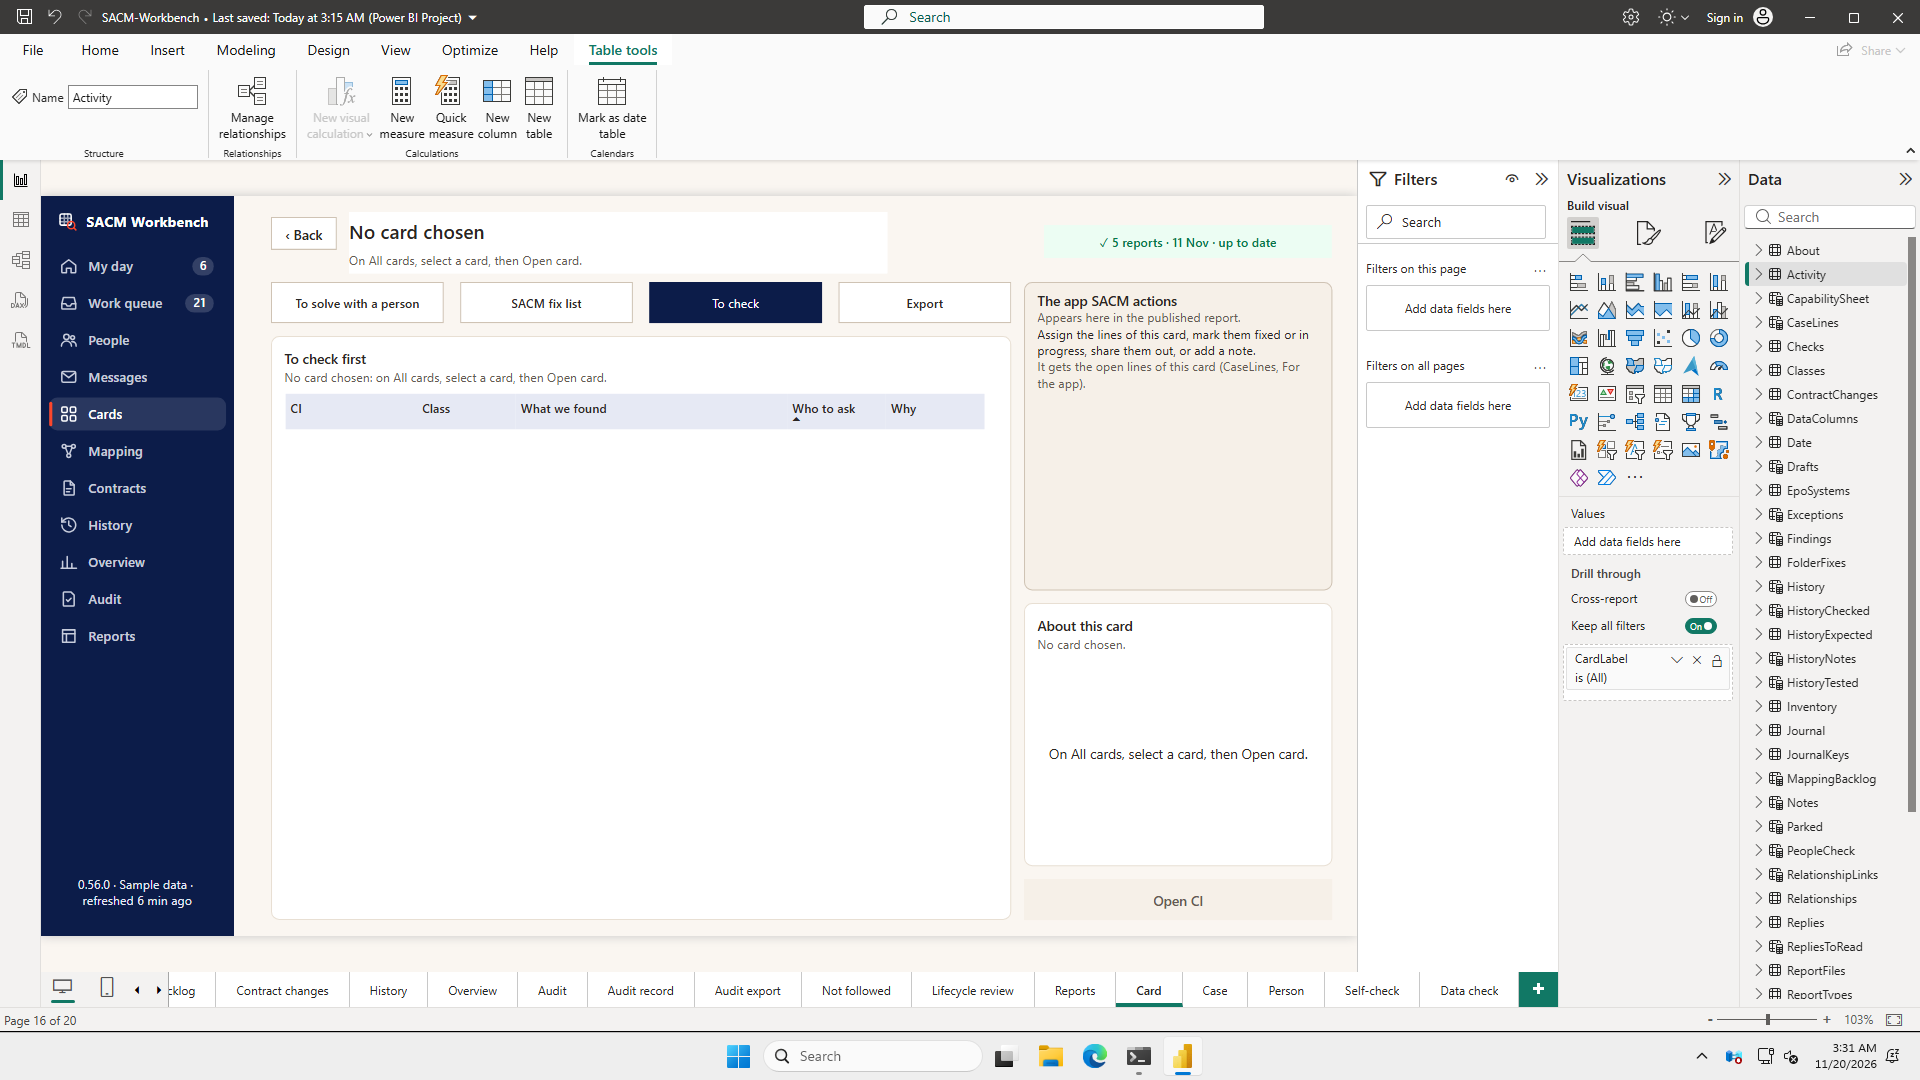 SACM-Workbench • Last saved: Today at 3:15 AM (Power BI Project)
Search
Sign in
File
Home
Insert
Modeling
Design
View
Optimize
Help
Table tools
Share
Name
Activity
Structure
Manage relationships
Relationships
New visual calculation
New measure
Quick measure
New column
New table
Calculations
Mark as date table
Calendars
SACM Workbench
My day
6
Work queue
21
People
Messages
Cards
Mapping
Contracts
History
Overview
Audit
Reports
0.56.0 · Sample data ·
refreshed 6 min ago
‹ Back
No card chosen
On All cards, select a card, then Open card.
✓ 5 reports · 11 Nov · up to date
To solve with a person
SACM fix list
To check
Export
To check first
No card chosen: on All cards, select a card, then Open card.
CI
Class
What we found
Who to ask
Why
The app SACM actions
Appears here in the published report.
Assign the lines of this card, mark them fixed or in
progress, share them out, or add a note.
It gets the open lines of this card (CaseLines, For
the app).
About this card
No card chosen.
On All cards, select a card, then Open card.
Open CI
Filters
Search
Filters on this page
...
Add data fields here
Filters on all pages
...
Add data fields here
Visualizations
Build visual
Values
Add data fields here
Drill through
Cross-report
Off
Keep all filters
On
CardLabel
is (All)
Data
Search
About
Activity
CapabilitySheet
CaseLines
Checks
Classes
ContractChanges
DataColumns
Date
Drafts
EpoSystems
Exceptions
Findings
FolderFixes
History
HistoryChecked
HistoryExpected
HistoryNotes
HistoryTested
Inventory
Journal
JournalKeys
MappingBacklog
Notes
Parked
PeopleCheck
RelationshipLinks
Relationships
Replies
RepliesToRead
ReportFiles
ReportTypes
cklog
Contract changes
History
Overview
Audit
Audit record
Audit export
Not followed
Lifecycle review
Reports
Card
Case
Person
Self-check
Data check
+
Page 16 of 20
- + 103%
Search
3:31 AM
11/20/2026